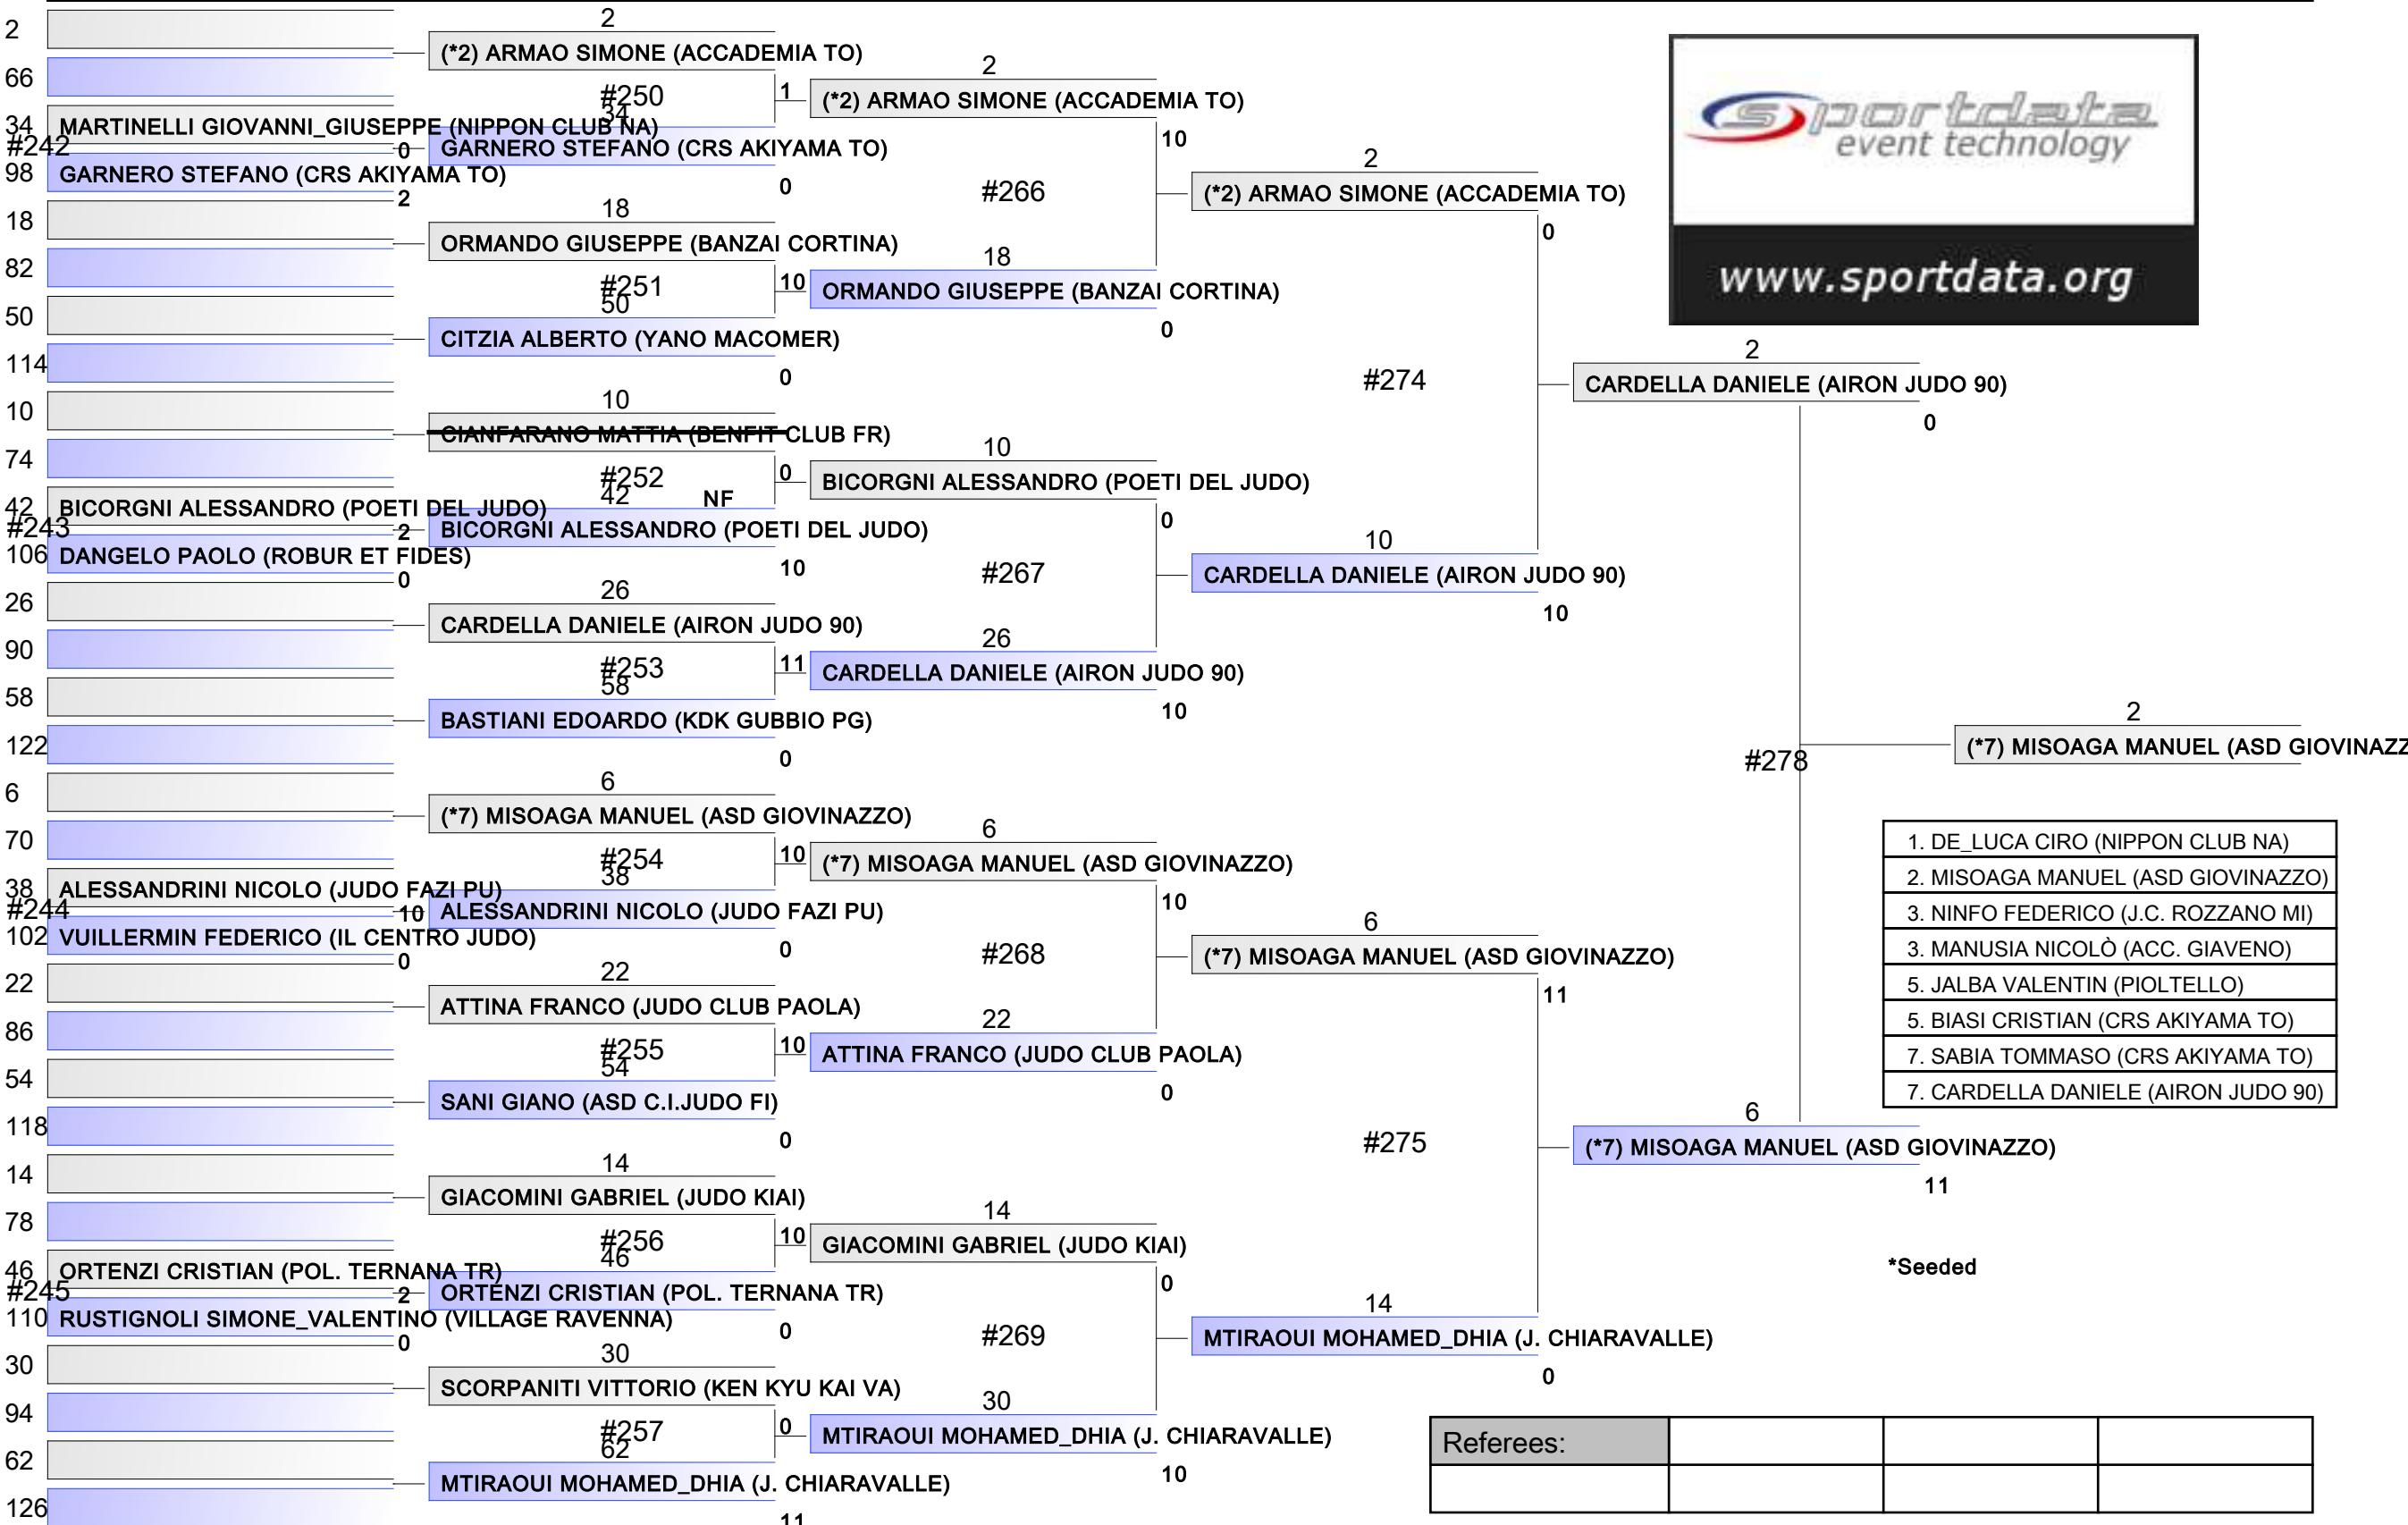 2
2
(*2) ARMAO SIMONE (ACCADEMIA TO)
2
66
#250
1
(*2) ARMAO SIMONE (ACCADEMIA TO)
34
34
MARTINELLI GIOVANNI_GIUSEPPE (NIPPON CLUB NA)
10
#242
0
GARNERO STEFANO (CRS AKIYAMA TO)
2
98
GARNERO STEFANO (CRS AKIYAMA TO)
2
0
#266
(*2) ARMAO SIMONE (ACCADEMIA TO)
18
18
0
ORMANDO GIUSEPPE (BANZAI CORTINA)
18
82
#251
10
ORMANDO GIUSEPPE (BANZAI CORTINA)
50
50
0
CITZIA ALBERTO (YANO MACOMER)
2
114
0
#274
CARDELLA DANIELE (AIRON JUDO 90)
10
10
0
CIANFARANO MATTIA (BENFIT CLUB FR)
10
74
#252
0
BICORGNI ALESSANDRO (POETI DEL JUDO)
42
42
NF
BICORGNI ALESSANDRO (POETI DEL JUDO)
0
#243
2
BICORGNI ALESSANDRO (POETI DEL JUDO)
10
106
DANGELO PAOLO (ROBUR ET FIDES)
0
10
#267
CARDELLA DANIELE (AIRON JUDO 90)
26
26
10
CARDELLA DANIELE (AIRON JUDO 90)
26
90
#253
11
CARDELLA DANIELE (AIRON JUDO 90)
58
58
10
BASTIANI EDOARDO (KDK GUBBIO PG)
2
122
0
#278
(*7) MISOAGA MANUEL (ASD GIOVINAZZ
6
6
(*7) MISOAGA MANUEL (ASD GIOVINAZZO)
6
70
#254
10
(*7) MISOAGA MANUEL (ASD GIOVINAZZO)
38
38
ALESSANDRINI NICOLO (JUDO FAZI PU)
10
#244
10
ALESSANDRINI NICOLO (JUDO FAZI PU)
6
102
VUILLERMIN FEDERICO (IL CENTRO JUDO)
0
0
#268
(*7) MISOAGA MANUEL (ASD GIOVINAZZO)
22
22
11
ATTINA FRANCO (JUDO CLUB PAOLA)
22
86
#255
10
ATTINA FRANCO (JUDO CLUB PAOLA)
54
54
0
SANI GIANO (ASD C.I.JUDO FI)
6
118
0
#275
(*7) MISOAGA MANUEL (ASD GIOVINAZZO)
14
14
11
GIACOMINI GABRIEL (JUDO KIAI)
14
78
#256
10
GIACOMINI GABRIEL (JUDO KIAI)
46
46
ORTENZI CRISTIAN (POL. TERNANA TR)
0
#245
2
ORTENZI CRISTIAN (POL. TERNANA TR)
14
110
RUSTIGNOLI SIMONE_VALENTINO (VILLAGE RAVENNA)
0
0
#269
MTIRAOUI MOHAMED_DHIA (J. CHIARAVALLE)
30
30
0
SCORPANITI VITTORIO (KEN KYU KAI VA)
30
94
#257
0
MTIRAOUI MOHAMED_DHIA (J. CHIARAVALLE)
62
62
10
MTIRAOUI MOHAMED_DHIA (J. CHIARAVALLE)
126
11
sportdata
event technology
www.sportdata.org
1. DE_LUCA CIRO (NIPPON CLUB NA)
2. MISOAGA MANUEL (ASD GIOVINAZZO)
3. NINFO FEDERICO (J.C. ROZZANO MI)
3. MANUSIA NICOLÒ (ACC. GIAVENO)
5. JALBA VALENTIN (PIOLTELLO)
5. BIASI CRISTIAN (CRS AKIYAMA TO)
7. SABIA TOMMASO (CRS AKIYAMA TO)
7. CARDELLA DANIELE (AIRON JUDO 90)
*Seeded
Referees: